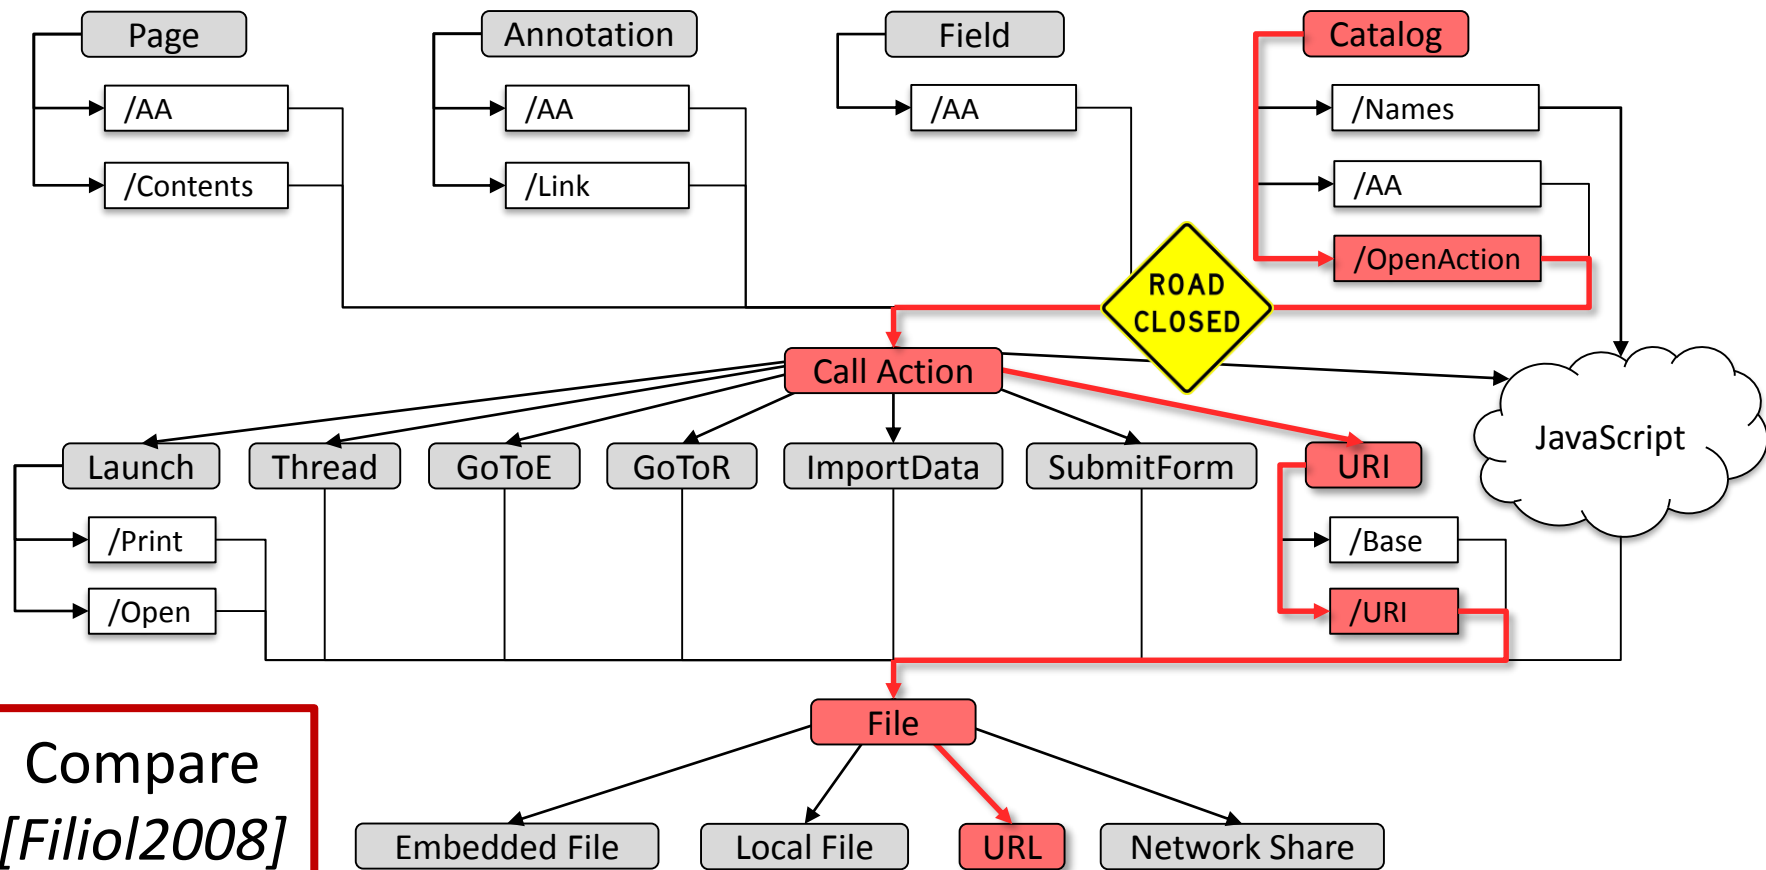 Page
Annotation
Field
Catalog
/AA
/AA
/AA
/Names
/Contents
/Link
/AA
/OpenAction
ROAD
CLOSED
Call Action
JavaScript
Launch
Thread
GoToE
GoToR
ImportData
SubmitForm
URI
/Print
/Base
/Open
/URI
File
Compare
[Filiol2008]
Embedded File
Local File
URL
Network Share